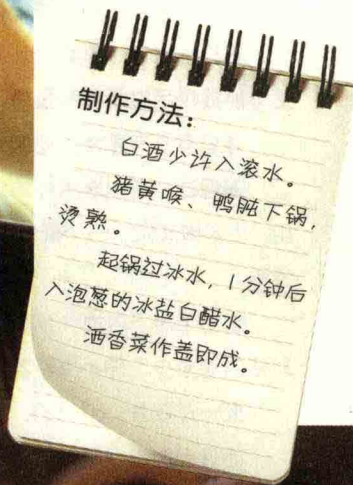 制作方法：
白酒少许入滚水。
猪黄喉、鸭肫下锅，
烫熟。
起锅过冰水，1分钟后
入泡葱的冰盐白醋水。
洒香菜作盖即成。